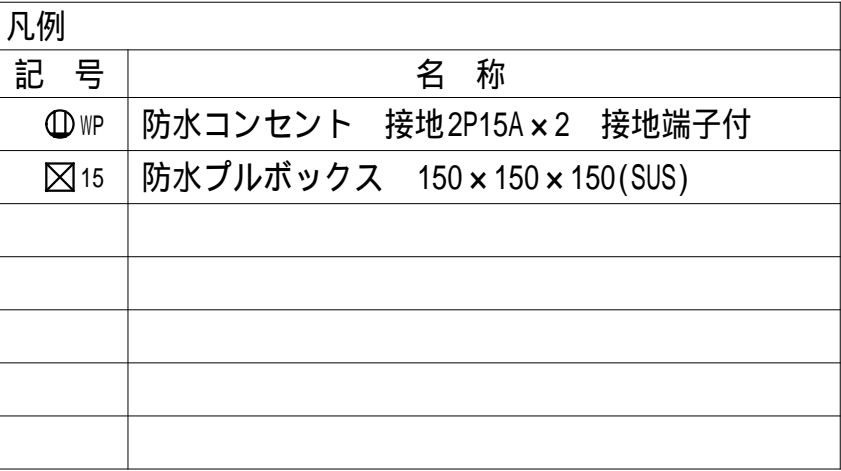 凡例
記　号　名　称
WP　防水コンセント　接地2P15A×2　接地端子付
15　防水プルボックス　150×150×150(SUS)